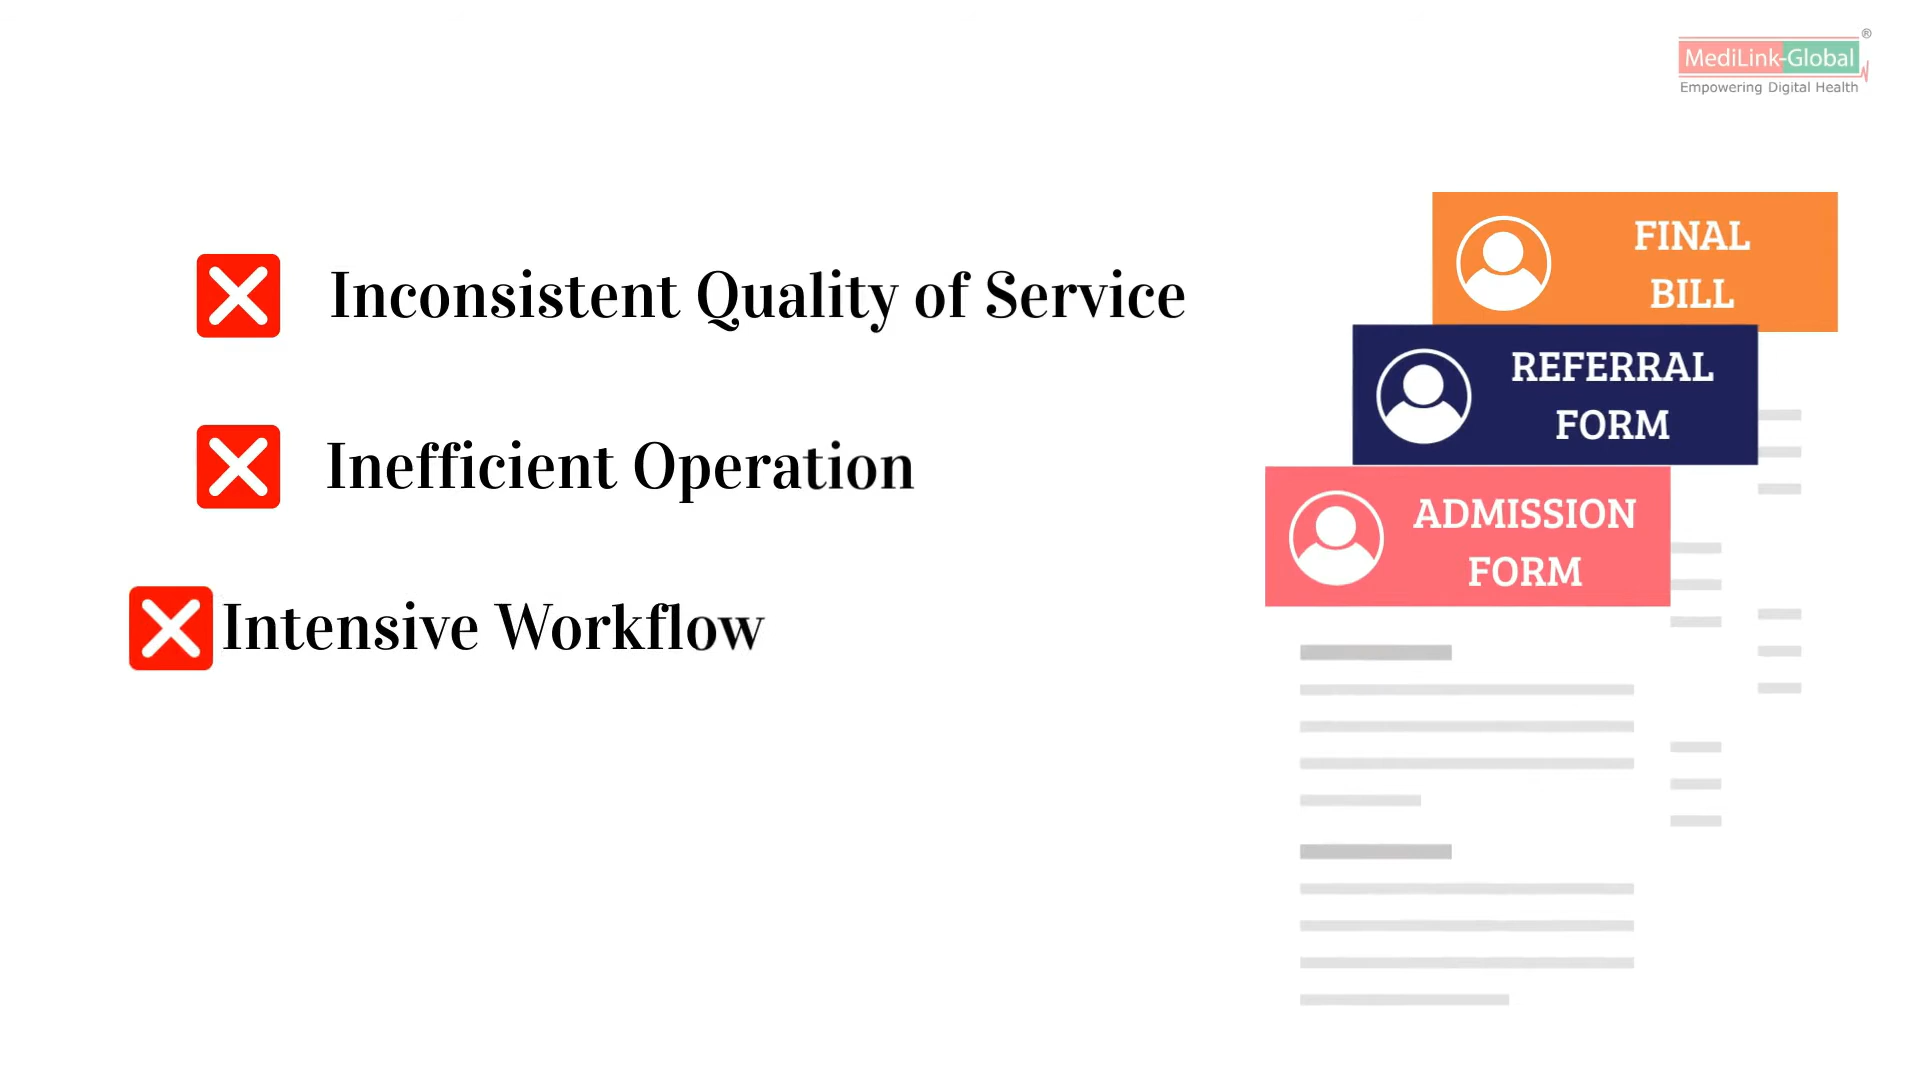 MediLink-Global®
Empowering Digital Health
Inconsistent Quality of Service
Inefficient Operation
Intensive Workflow
FINAL
BILL
REFERRAL
FORM
ADMISSION
FORM